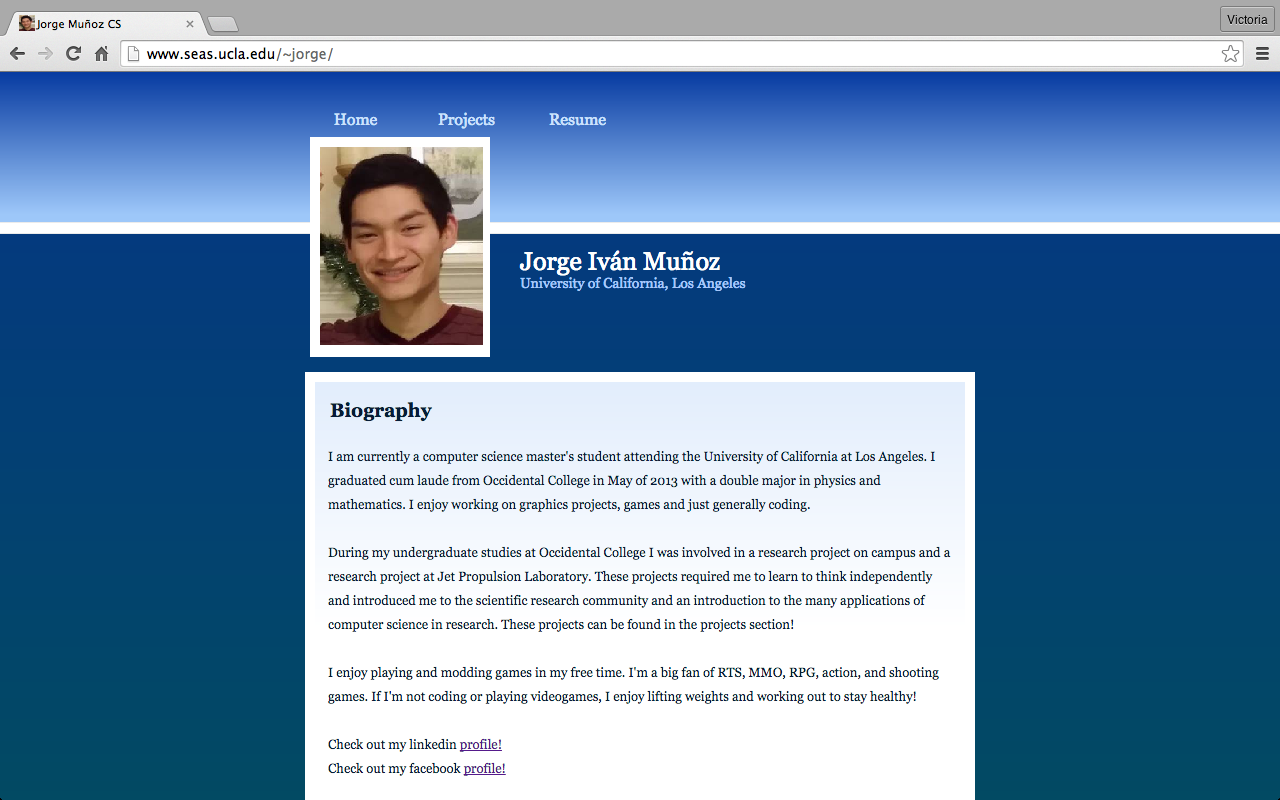 Jorge Muñoz CS
Victoria
www.seas.ucla.edu/~jorge/
Home Projects Resume
Jorge Iván Muñoz
University of California, Los Angeles
Biography
I am currently a computer science master's student attending the University of California at Los Angeles. I
graduated cum laude from Occidental College in May of 2013 with a double major in physics and
mathematics. I enjoy working on graphics projects, games and just generally coding.
During my undergraduate studies at Occidental College I was involved in a research project on campus and a
research project at Jet Propulsion Laboratory. These projects required me to learn to think independently
and introduced me to the scientific research community and an introduction to the many applications of
computer science in research. These projects can be found in the projects section!
I enjoy playing and modding games in my free time. I'm a big fan of RTS, MMO, RPG, action, and shooting
games. If I'm not coding or playing videogames, I enjoy lifting weights and working out to stay healthy!
Check out my linkedin profile!
Check out my facebook profile!